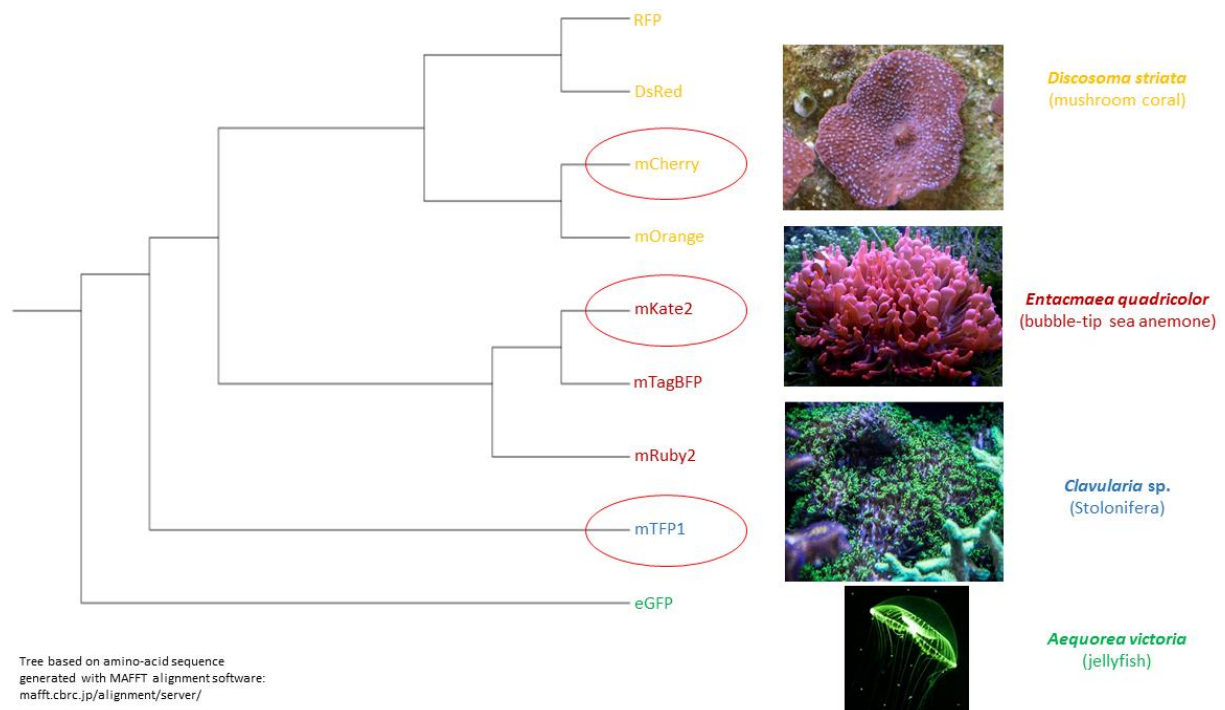 RFP
DsRed
mCherry
mOrange
mKate2
mTagBFP
mRuby2
mTFP1
eGFP
Discosoma striata
(mushroom coral)
Entacmaea quadricolor
(bubble-tip sea anemone)
Clavularia sp.
(Stolonifera)
Aequorea victoria
(jellyfish)
Tree based on amino-acid sequence
generated with MAFFT alignment software:
mafft.cbrc.jp/alignment/server/